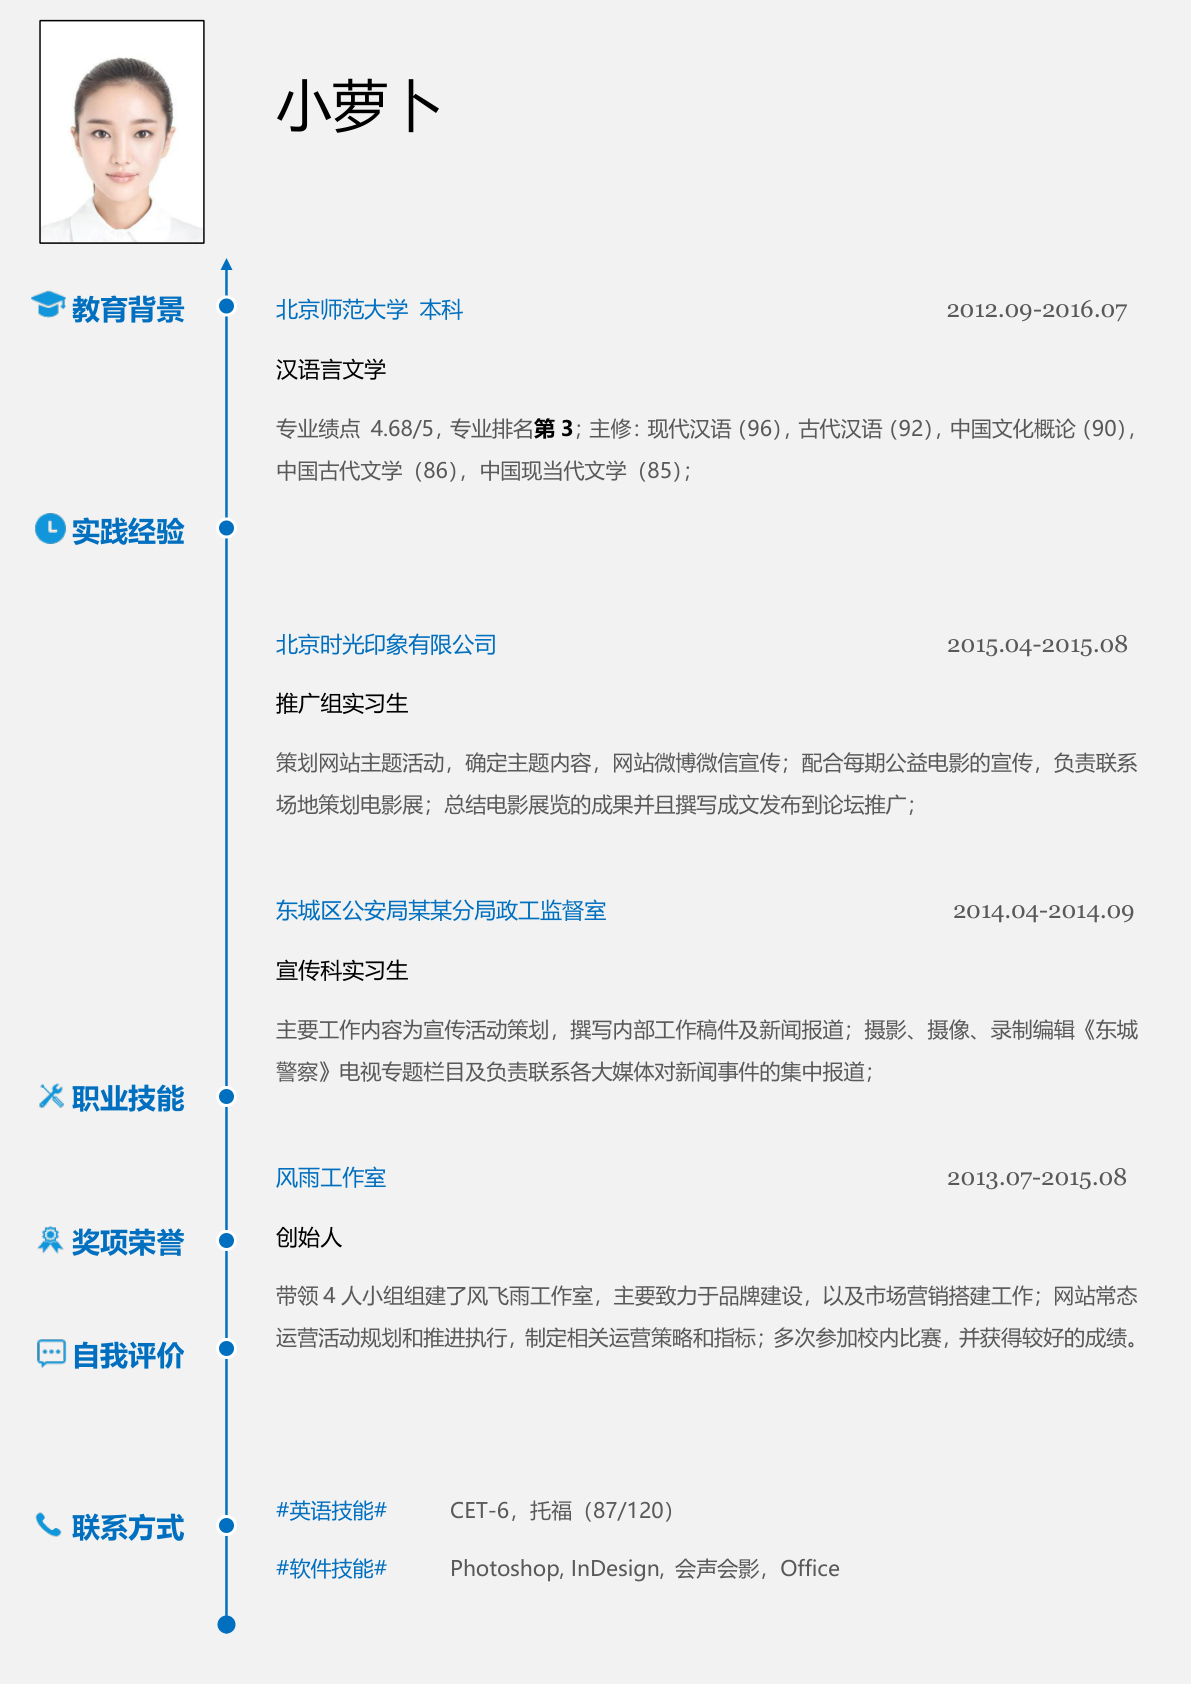 小萝卜
教育背景
北京师范大学 本科 2012.09-2016.07
汉语言文学
专业绩点 4.68/5，专业排名第 3；主修：现代汉语（96），古代汉语（92），中国文化概论（90），
中国古代文学（86），中国现当代文学（85）；
实践经验
北京时光印象有限公司 2015.04-2015.08
推广组实习生
策划网站主题活动，确定主题内容，网站微博微信宣传；配合每期公益电影的宣传，负责联系
场地策划电影展；总结电影展览的成果并且撰写成文发布到论坛推广；
东城区公安局某某分局政工监督室 2014.04-2014.09
宣传科实习生
主要工作内容为宣传活动策划，撰写内部工作稿件及新闻报道；摄影、摄像、录制编辑《东城
警察》电视专题栏目及负责联系各大媒体对新闻事件的集中报道；
职业技能
风雨工作室 2013.07-2015.08
奖项荣誉
创始人
带领 4 人小组组建了风飞雨工作室，主要致力于品牌建设，以及市场营销搭建工作；网站常态
运营活动规划和推进执行，制定相关运营策略和指标；多次参加校内比赛，并获得较好的成绩。
自我评价
#英语技能# CET-6，托福（87/120）
联系方式
#软件技能# Photoshop, InDesign, 会声会影，Office